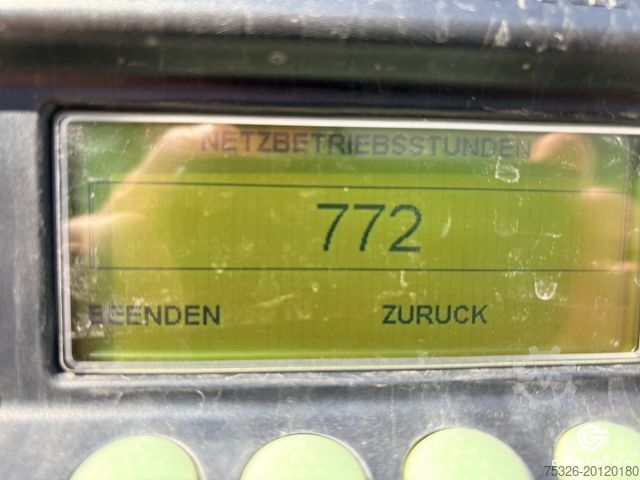 NETZBETRIEBSSTUNDEN
772
BEENDEN ZURUCK
75326-20120180